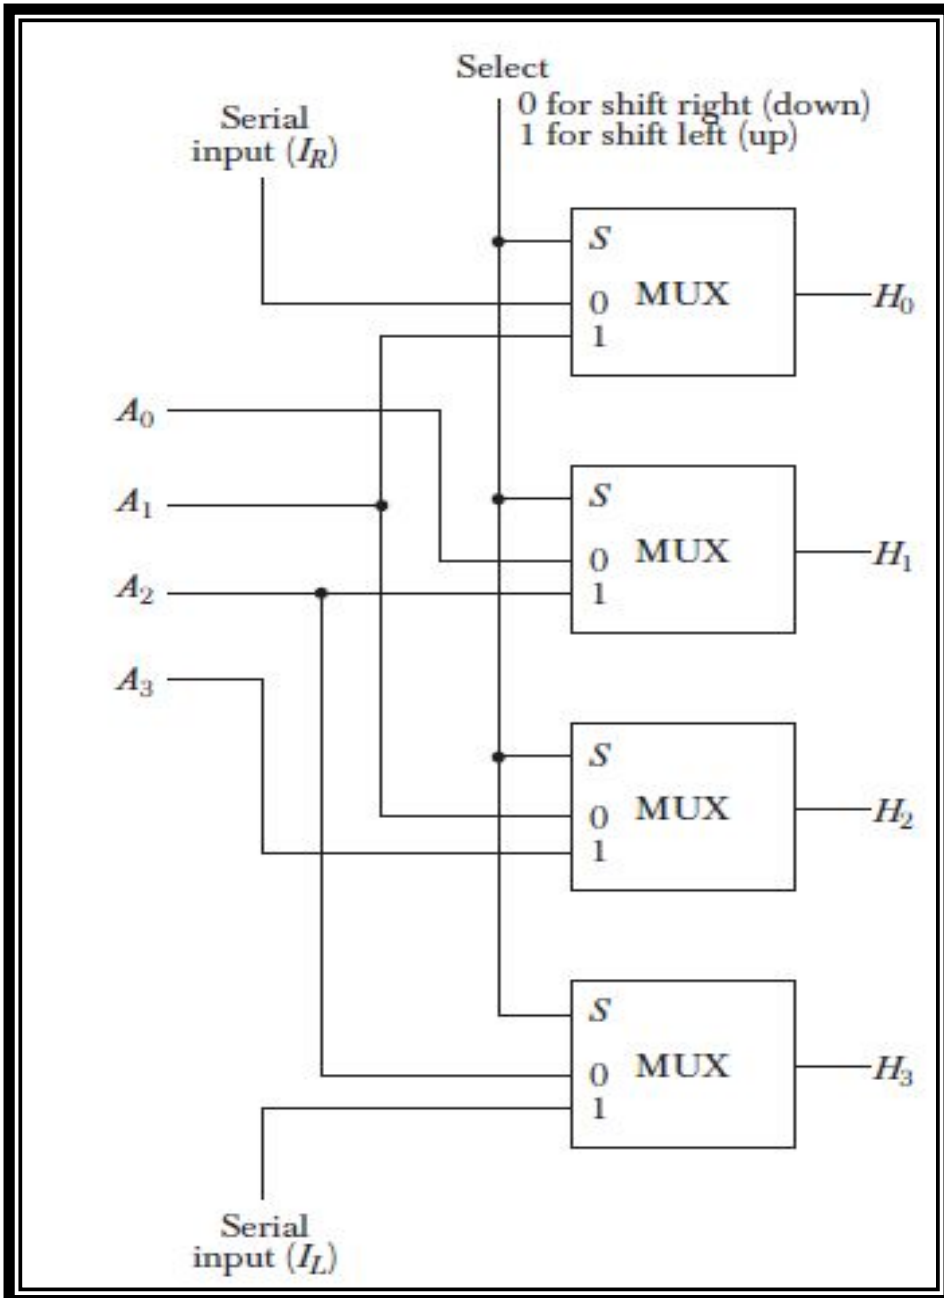 Select
0 for shift right (down)
1 for shift left (up)
Serial
input (I_R)
S
0 MUX
1
H_0
A_0
A_1
A_2
A_3
S
0 MUX
1
H_1
S
0 MUX
1
H_2
S
0 MUX
1
H_3
Serial
input (I_L)